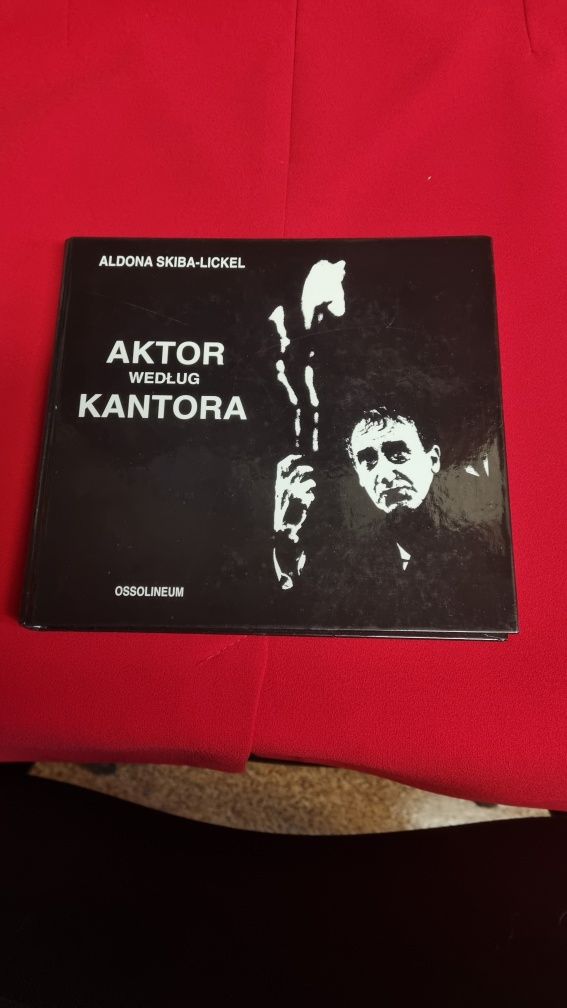 ALDONA SKIBA-LICKEL
AKTOR
WEDŁUG
KANTORA
OSSOLINEUM